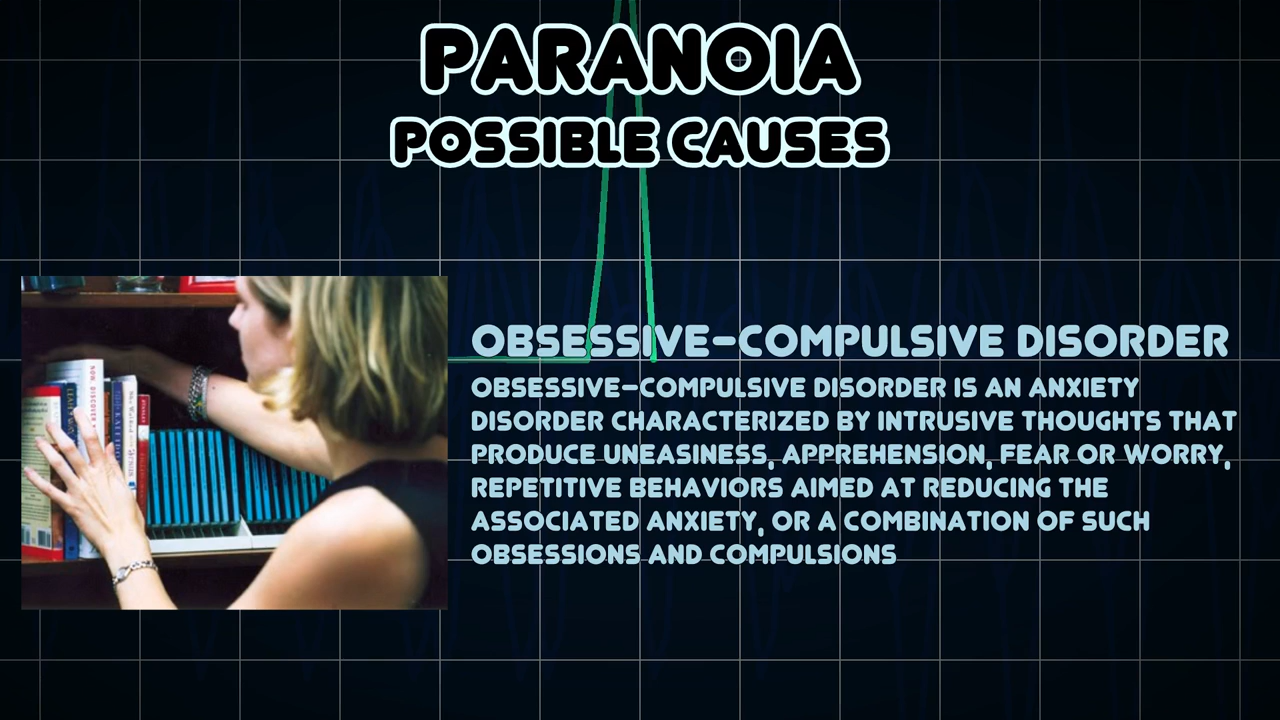 PARANOIA
POSSIBLE CAUSES
OBSESSIVE-COMPULSIVE DISORDER
OBSESSIVE-COMPULSIVE DISORDER IS AN ANXIETY
DISORDER CHARACTERIZED BY INTRUSIVE THOUGHTS THAT
PRODUCE UNEASINESS, APPREHENSION, FEAR OR WORRY,
REPETITIVE BEHAVIORS AIMED AT REDUCING THE
ASSOCIATED ANXIETY, OR A COMBINATION OF SUCH
OBSESSIONS AND COMPULSIONS